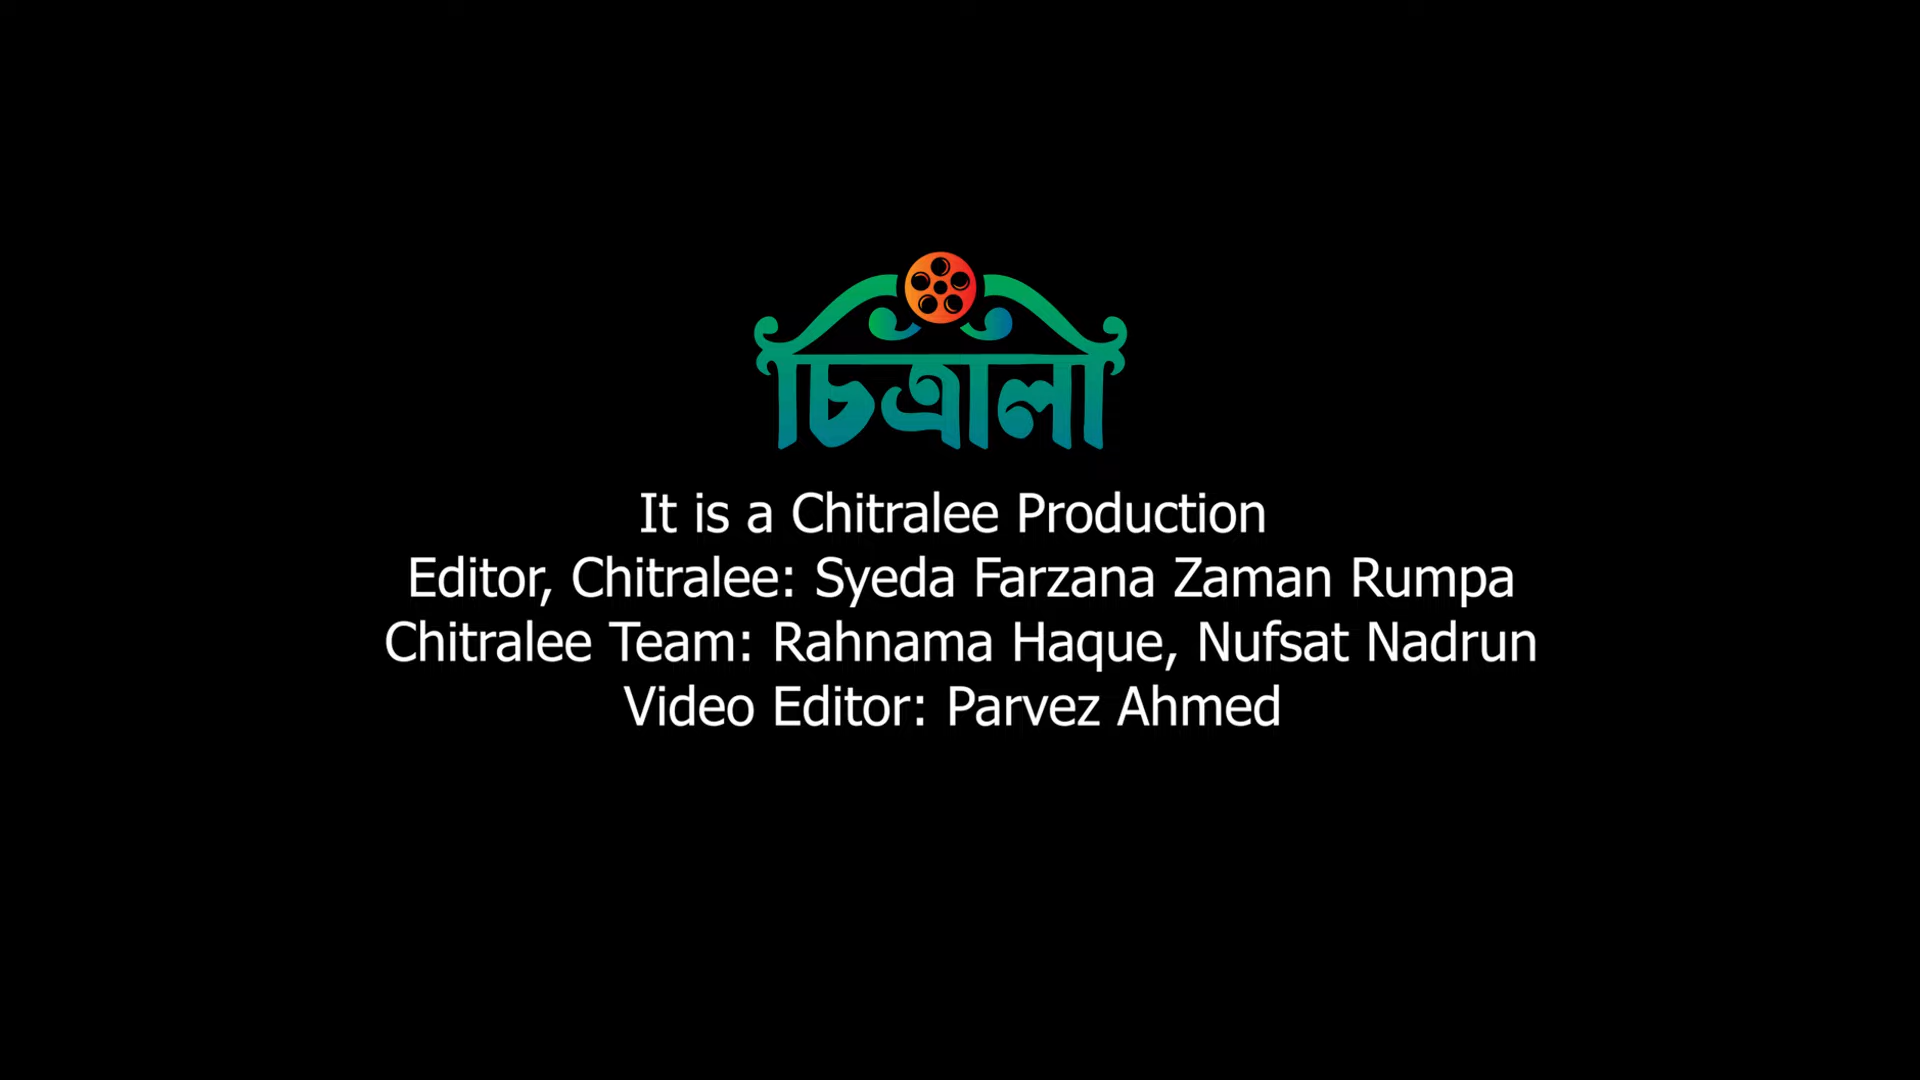 চিত্রালী
It is a Chitralee Production
Editor, Chitralee: Syeda Farzana Zaman Rumpa
Chitralee Team: Rahnama Haque, Nufsat Nadrun
Video Editor: Parvez Ahmed